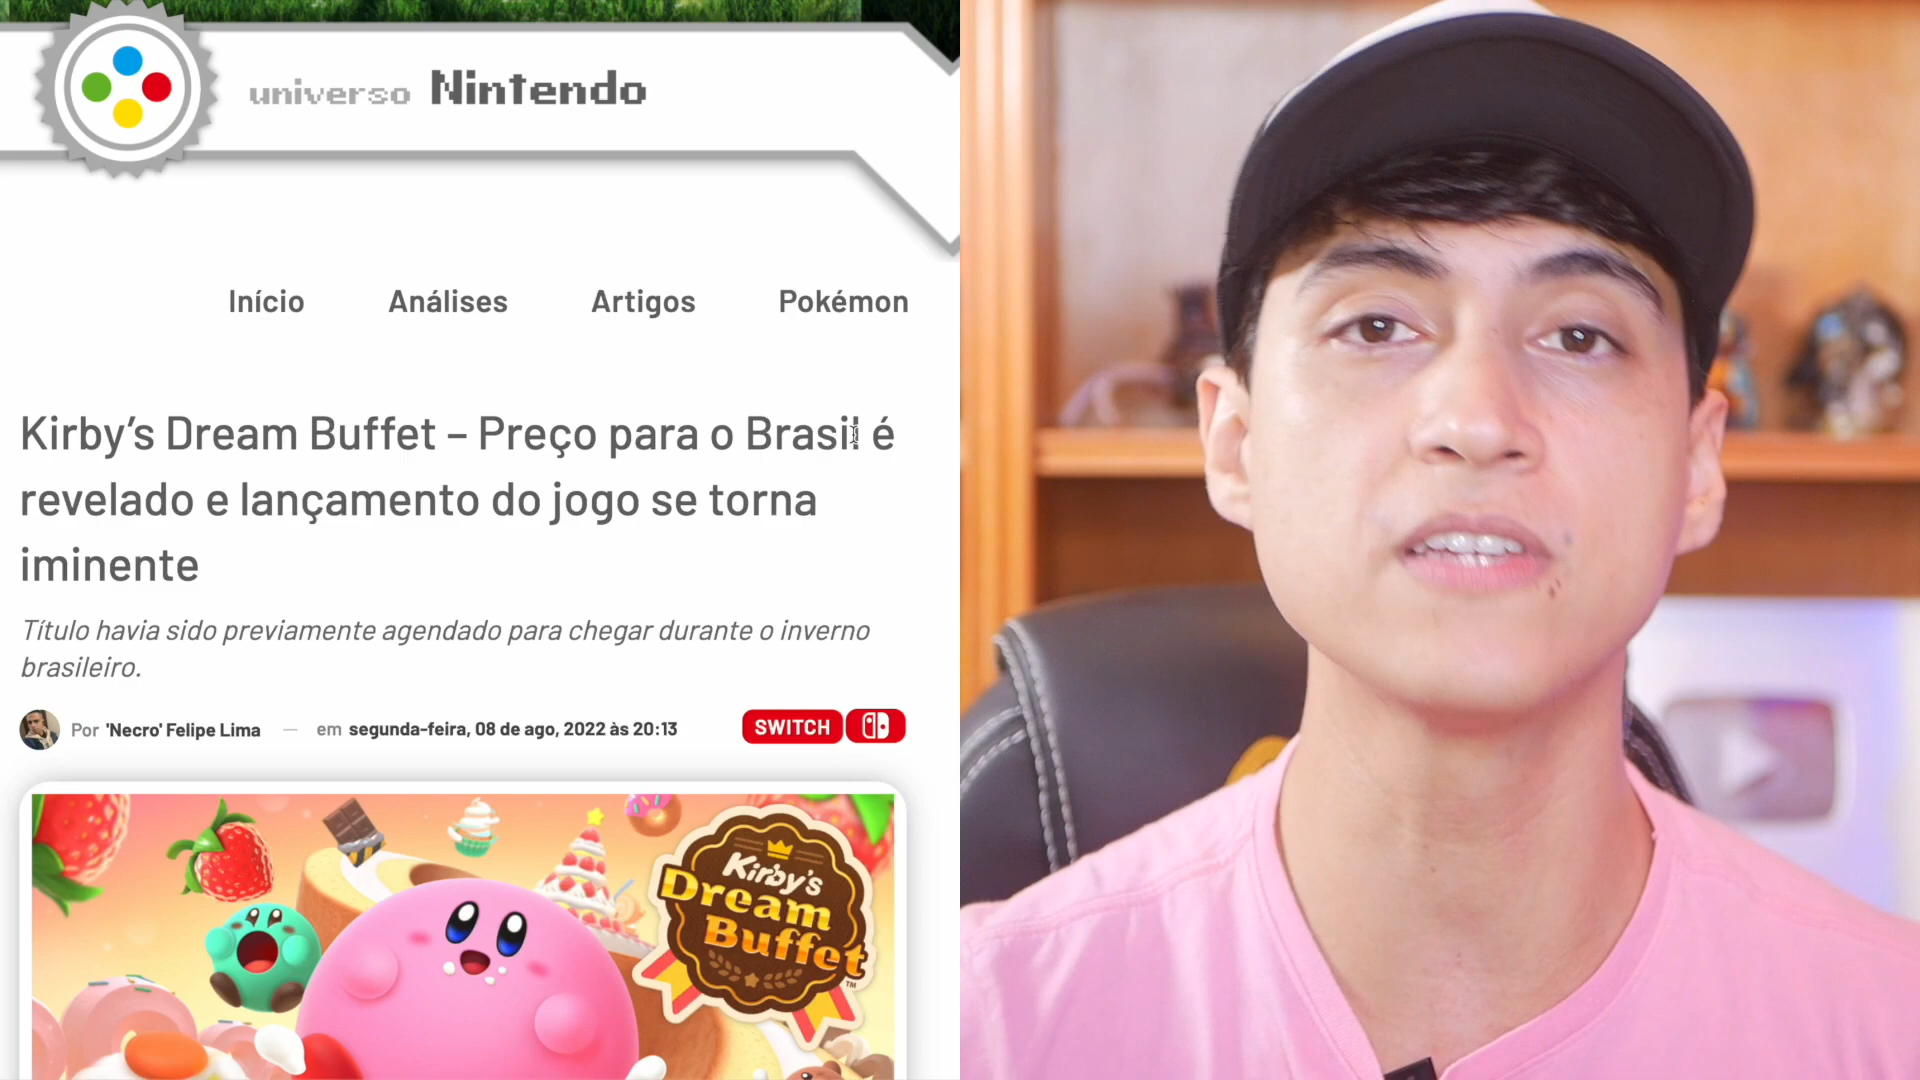 universo Nintendo
Início Análises Artigos Pokémon
Kirby’s Dream Buffet – Preço para o Brasil é
revelado e lançamento do jogo se torna
iminente
Título havia sido previamente agendado para chegar durante o inverno
brasileiro.
Por 'Necro' Felipe Lima — em segunda-feira, 08 de ago, 2022 às 20:13
SWITCH
Kirby's
Dream
Buffet
TM